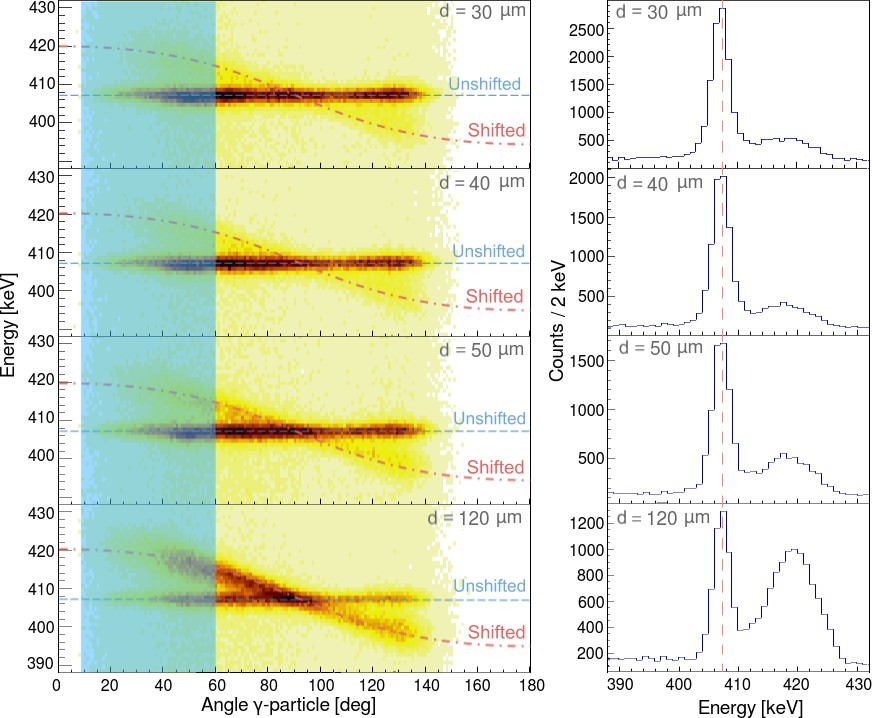 430
420
410
400
d = 30 μm
Unshifted
Shifted
2500
2000
1500
1000
500
d = 30 μm
430
420
410
400
d = 40 μm
Unshifted
Shifted
2000
1500
1000
500
d = 40 μm
Energy [keV]
Counts / 2 keV
430
420
410
400
d = 50 μm
Unshifted
Shifted
1500
1000
500
d = 50 μm
430
420
410
400
390
d = 120 μm
Unshifted
Shifted
1200
1000
800
600
400
200
d = 120 μm
0 20 40 60 80 100 120 140 160 180
Angle γ-particle [deg]
390 400 410 420 430
Energy [keV]